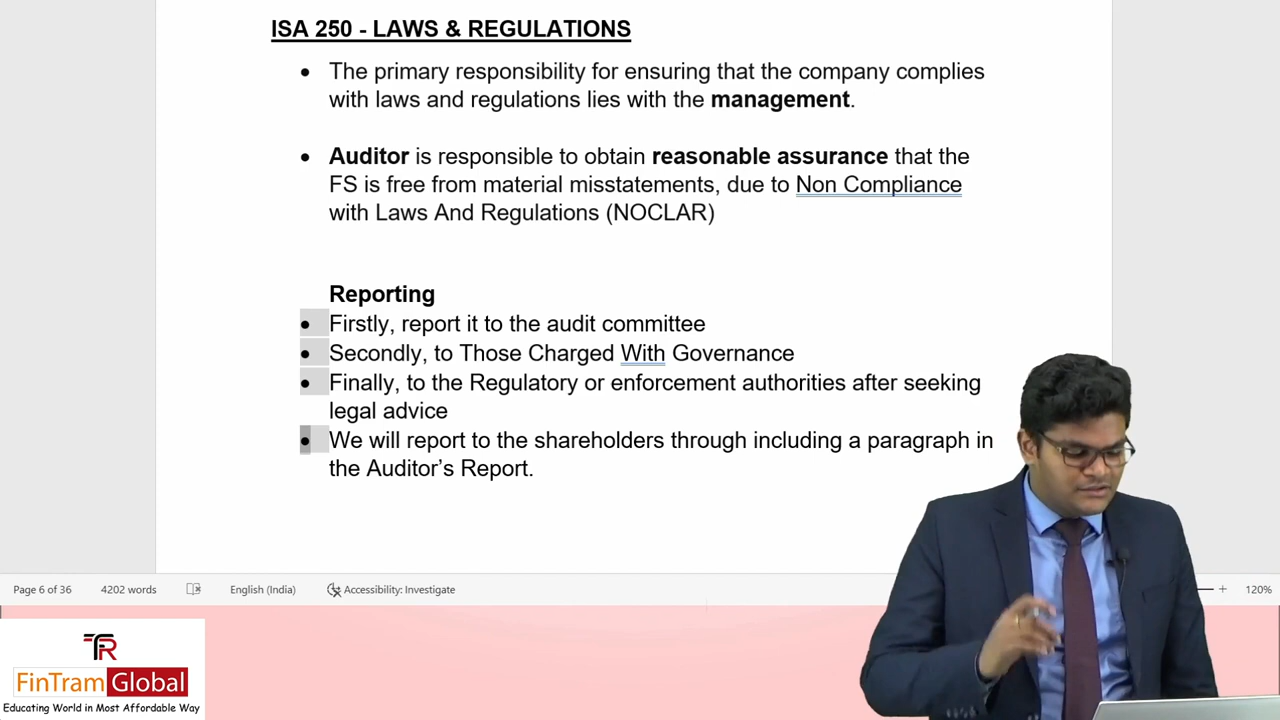 ISA 250 - LAWS & REGULATIONS
• The primary responsibility for ensuring that the company complies
with laws and regulations lies with the management.
• Auditor is responsible to obtain reasonable assurance that the
FS is free from material misstatements, due to Non Compliance
with Laws And Regulations (NOCLAR)
Reporting
• Firstly, report it to the audit committee
• Secondly, to Those Charged With Governance
• Finally, to the Regulatory or enforcement authorities after seeking
legal advice
• We will report to the shareholders through including a paragraph in
the Auditor's Report.
Page 6 of 36 4202 words English (India) Accessibility: Investigate 120%
FR
FinTram Global
Educating World in Most Affordable Way